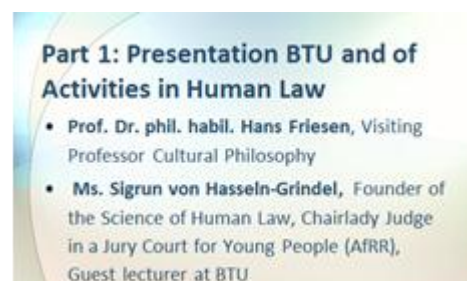 Part 1: Presentation BTU and of
Activities in Human Law
• Prof. Dr. phil. habil. Hans Friesen, Visiting
Professor Cultural Philosophy
• Ms. Sigrun von Hasseln-Grindel, Founder of
the Science of Human Law, Chairlady Judge
in a Jury Court for Young People (AfRR),
Guest lecturer at BTU